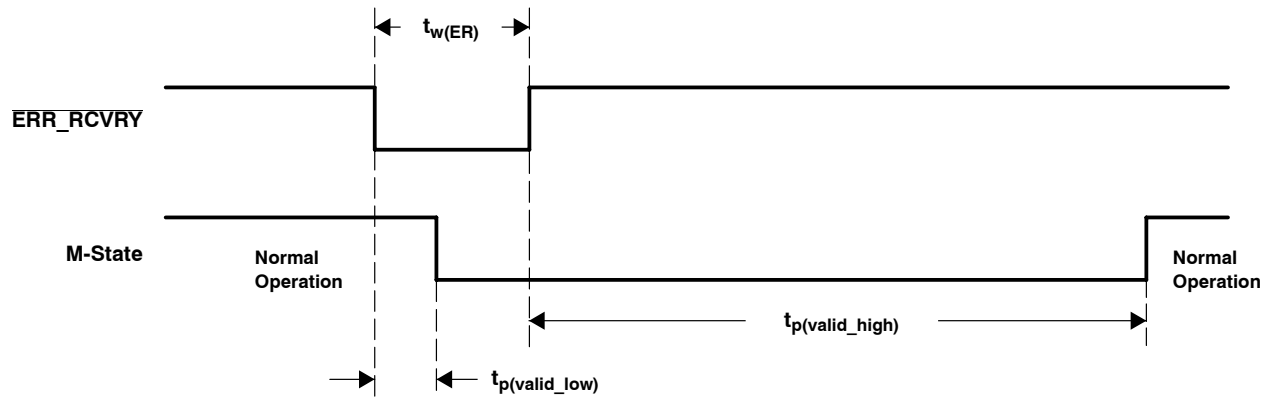 tw(ER)
ERR_RCVRY
M-State
Normal
Operation
Normal
Operation
tp(valid_high)
tp(valid_low)